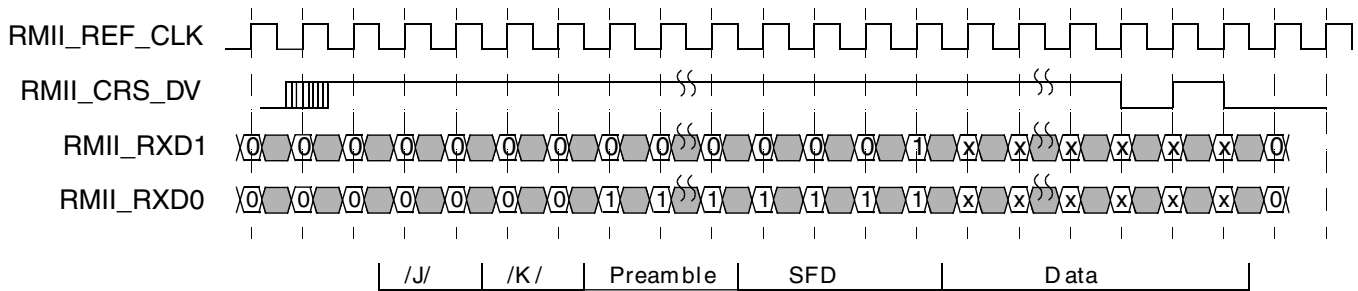 RMII_REF_CLK
RMII_CRS_DV
RMII_RXD1 0 0 0 0 0 0 0 0 0 0 0 0 0 1 x x x x x x 0
RMII_RXD0 0 0 0 0 0 0 0 1 1 1 1 1 1 1 x x x x x x 0
/J/ /K/ Preamble SFD Data